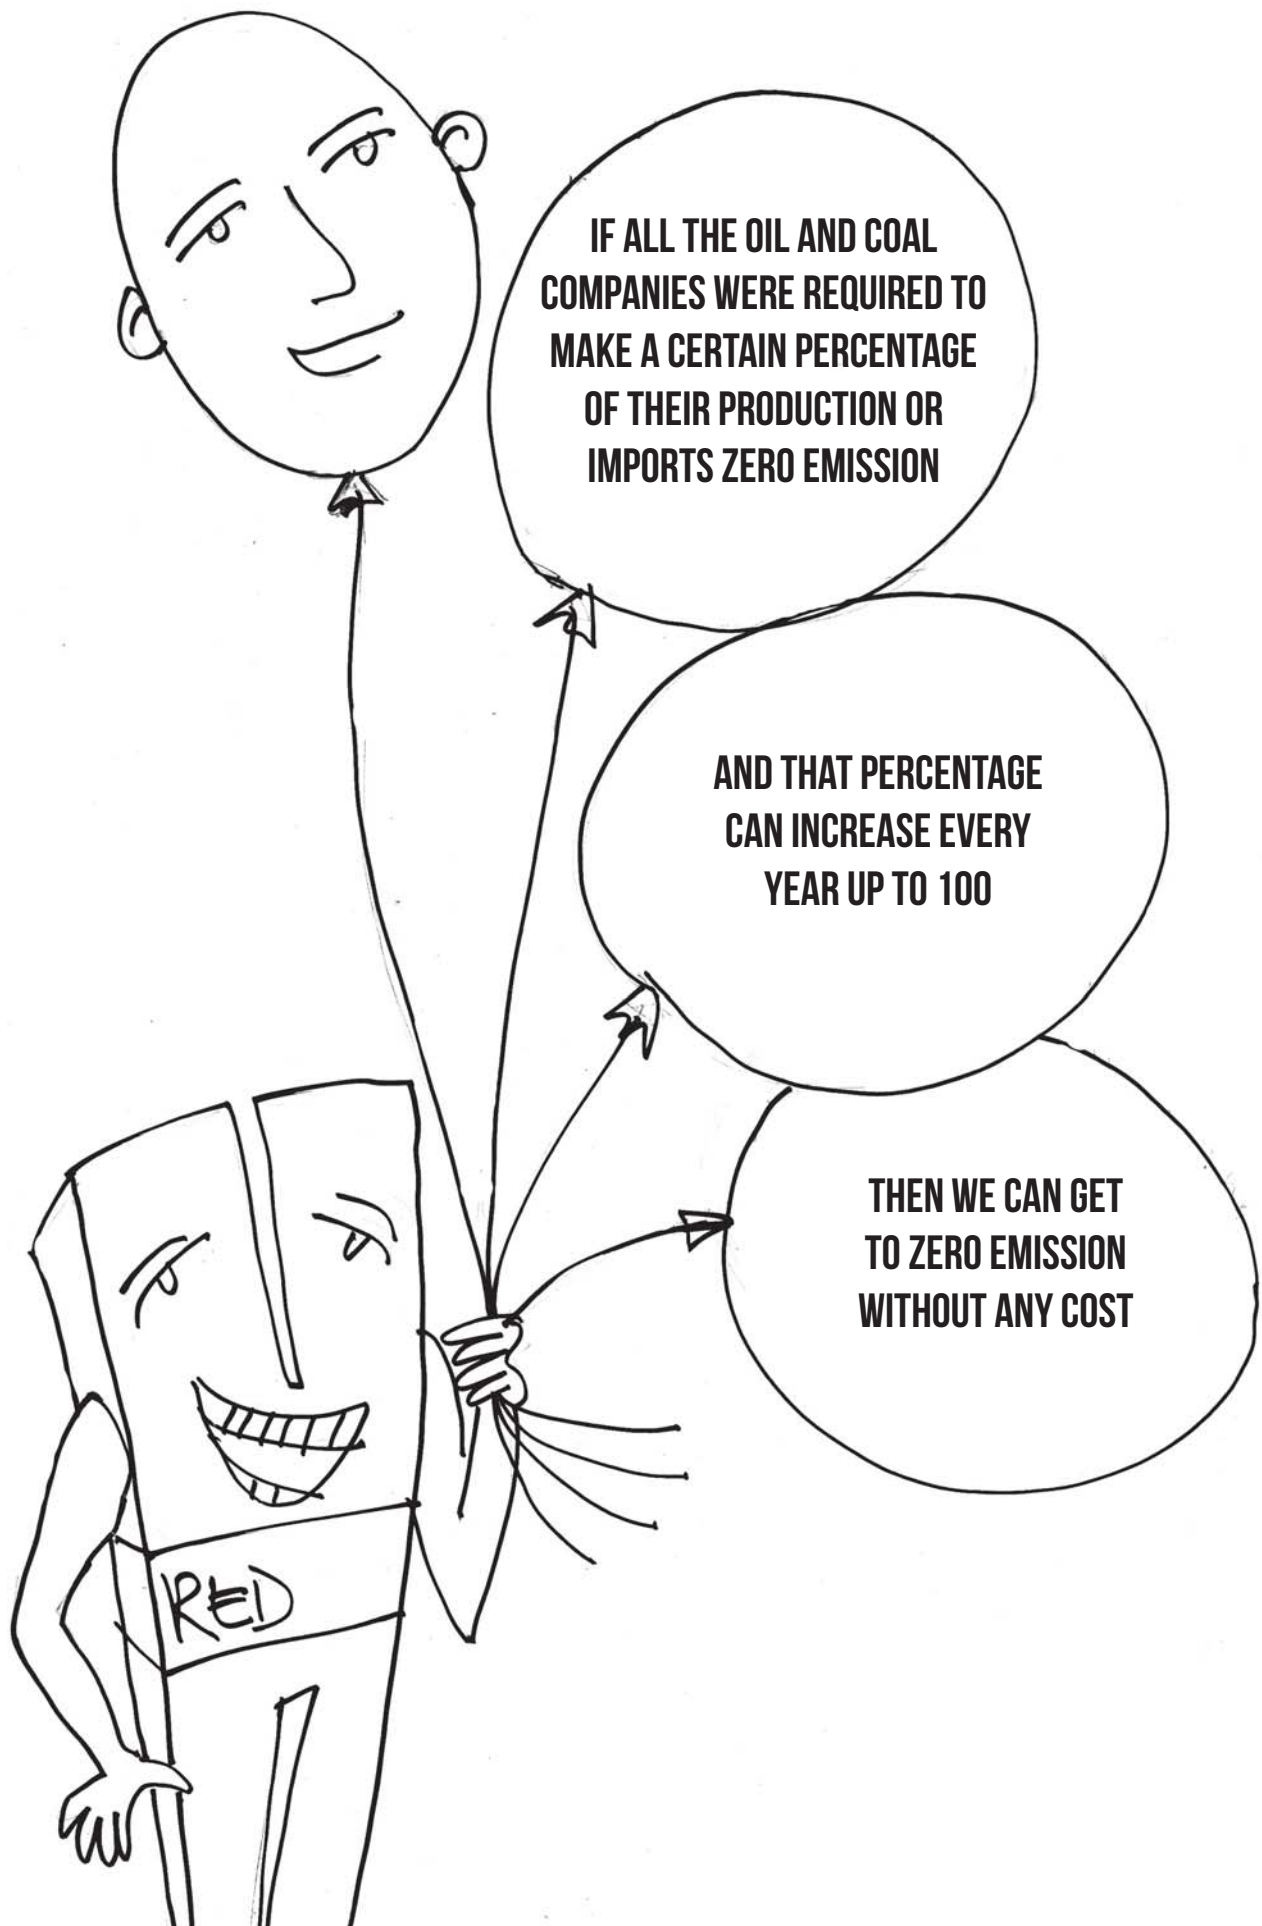 IF ALL THE OIL AND COAL
COMPANIES WERE REQUIRED TO
MAKE A CERTAIN PERCENTAGE
OF THEIR PRODUCTION OR
IMPORTS ZERO EMISSION
AND THAT PERCENTAGE
CAN INCREASE EVERY
YEAR UP TO 100
THEN WE CAN GET
TO ZERO EMISSION
WITHOUT ANY COST
RED